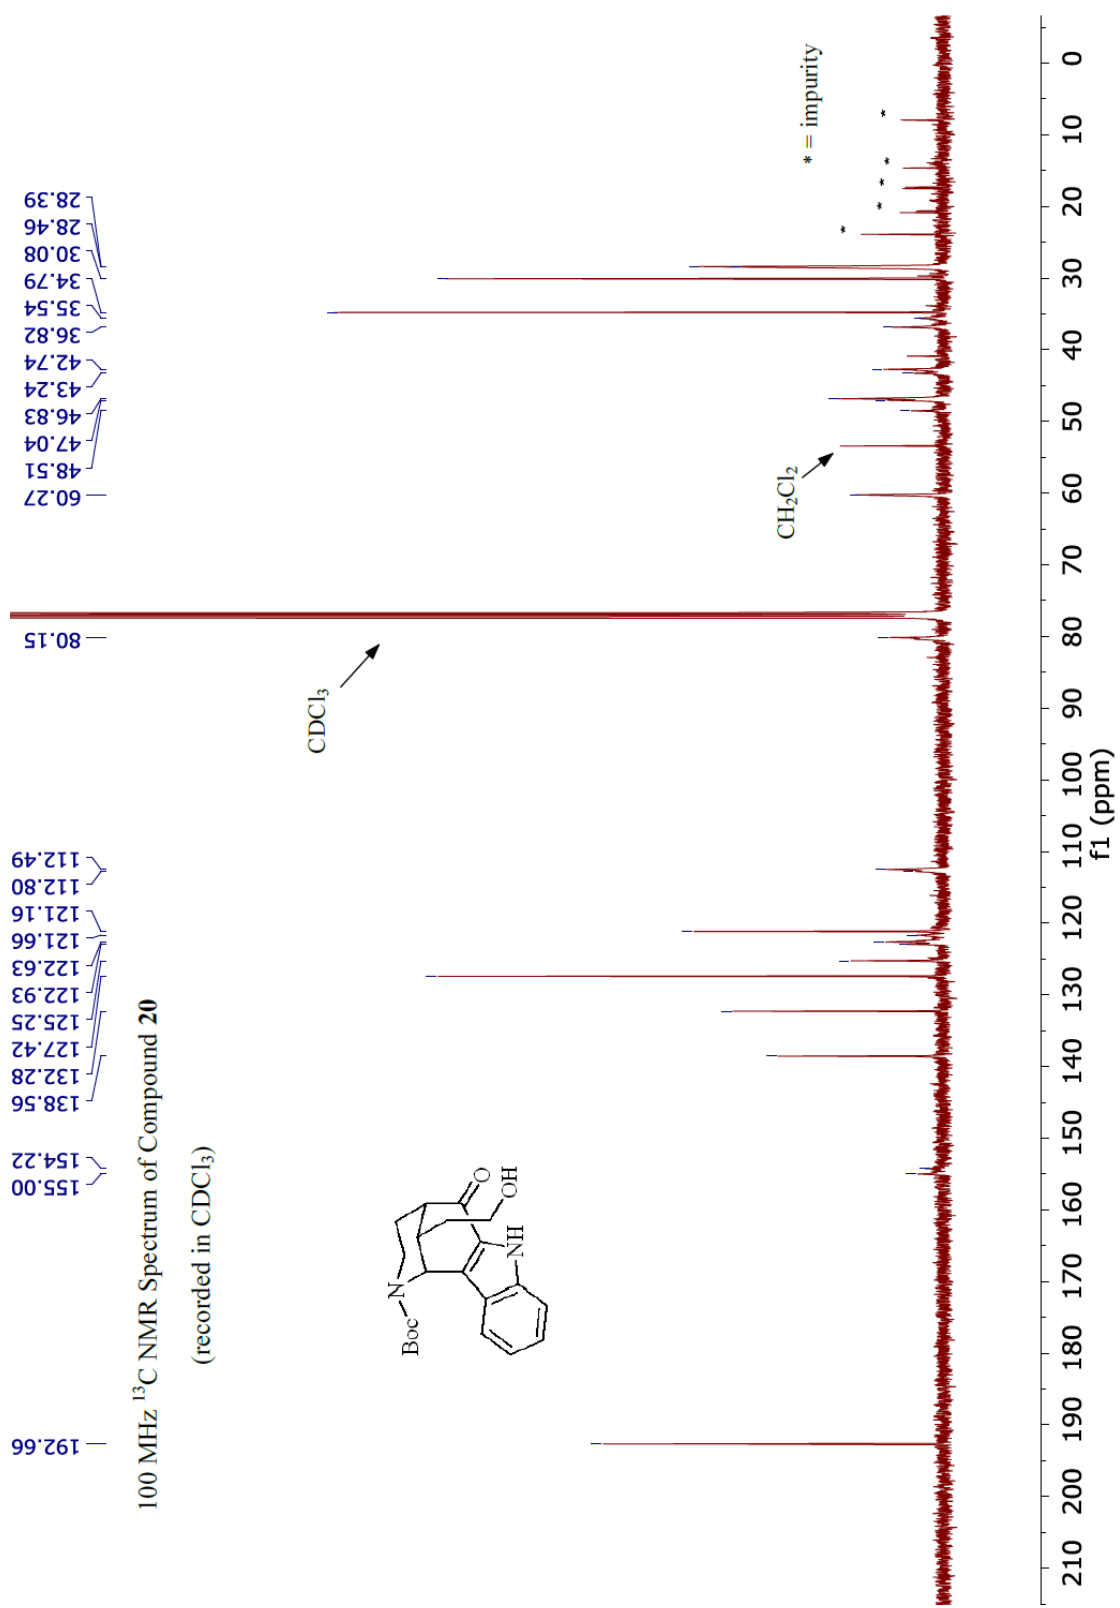 192.66
155.00
154.22
138.56
132.28
127.42
125.25
122.93
122.63
121.66
121.16
112.80
112.49
80.15
60.27
48.51
47.04
46.83
43.24
42.74
36.82
35.54
34.79
30.08
28.46
28.39
100 MHz ¹³C NMR Spectrum of Compound 20
(recorded in CDCl₃)
CDCl₃
CH₂Cl₂
* = impurity
*
*
*
*
*
Boc
N
O
OH
NH
210 200 190 180 170 160 150 140 130 120 110 100 90 80 70 60 50 40 30 20 10 0
f1 (ppm)